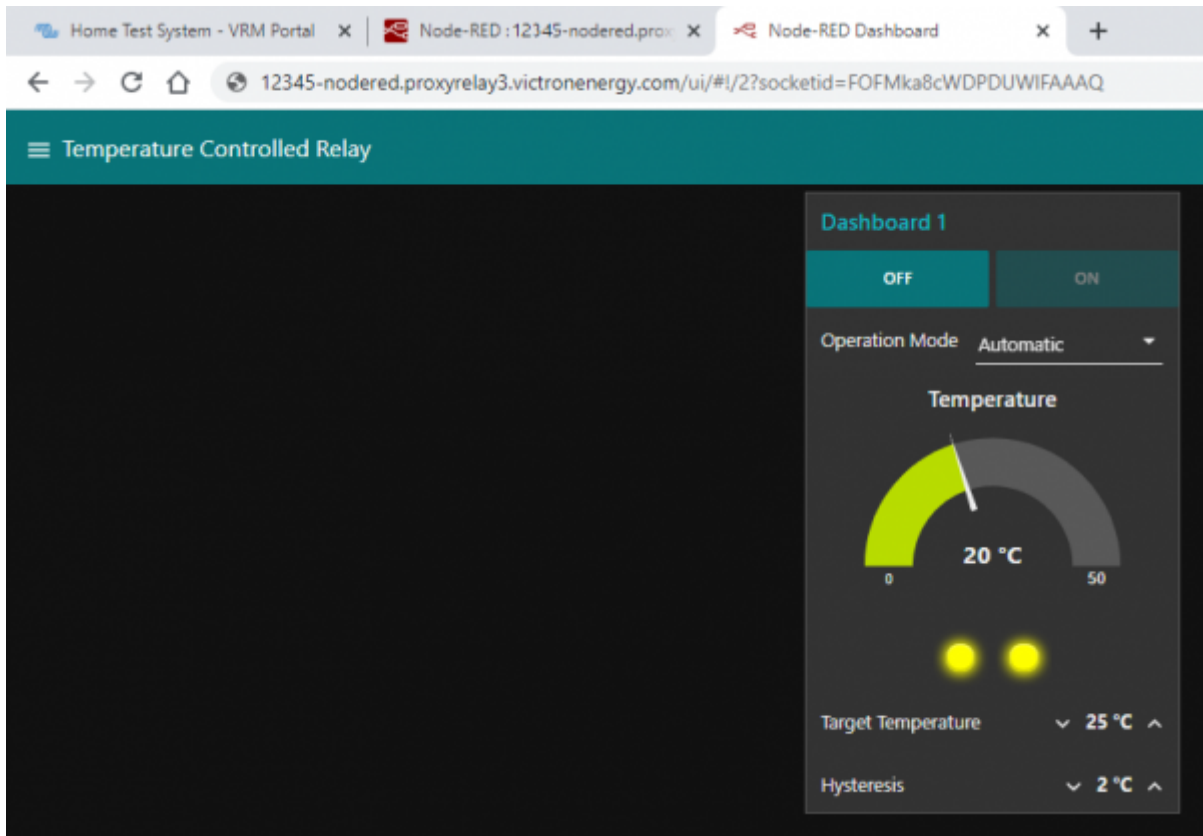 Home Test System - VRM Portal
Node-RED : 12345-nodered.prox
Node-RED Dashboard
12345-nodered.proxyrelay3.victronenergy.com/ui/#!/2?socketid=FOFMka8cWDPDUWIFAAAQ
Temperature Controlled Relay
Dashboard 1
OFF ON
Operation Mode Automatic
Temperature
20 °C
0 50
Target Temperature 25 °C
Hysteresis 2 °C